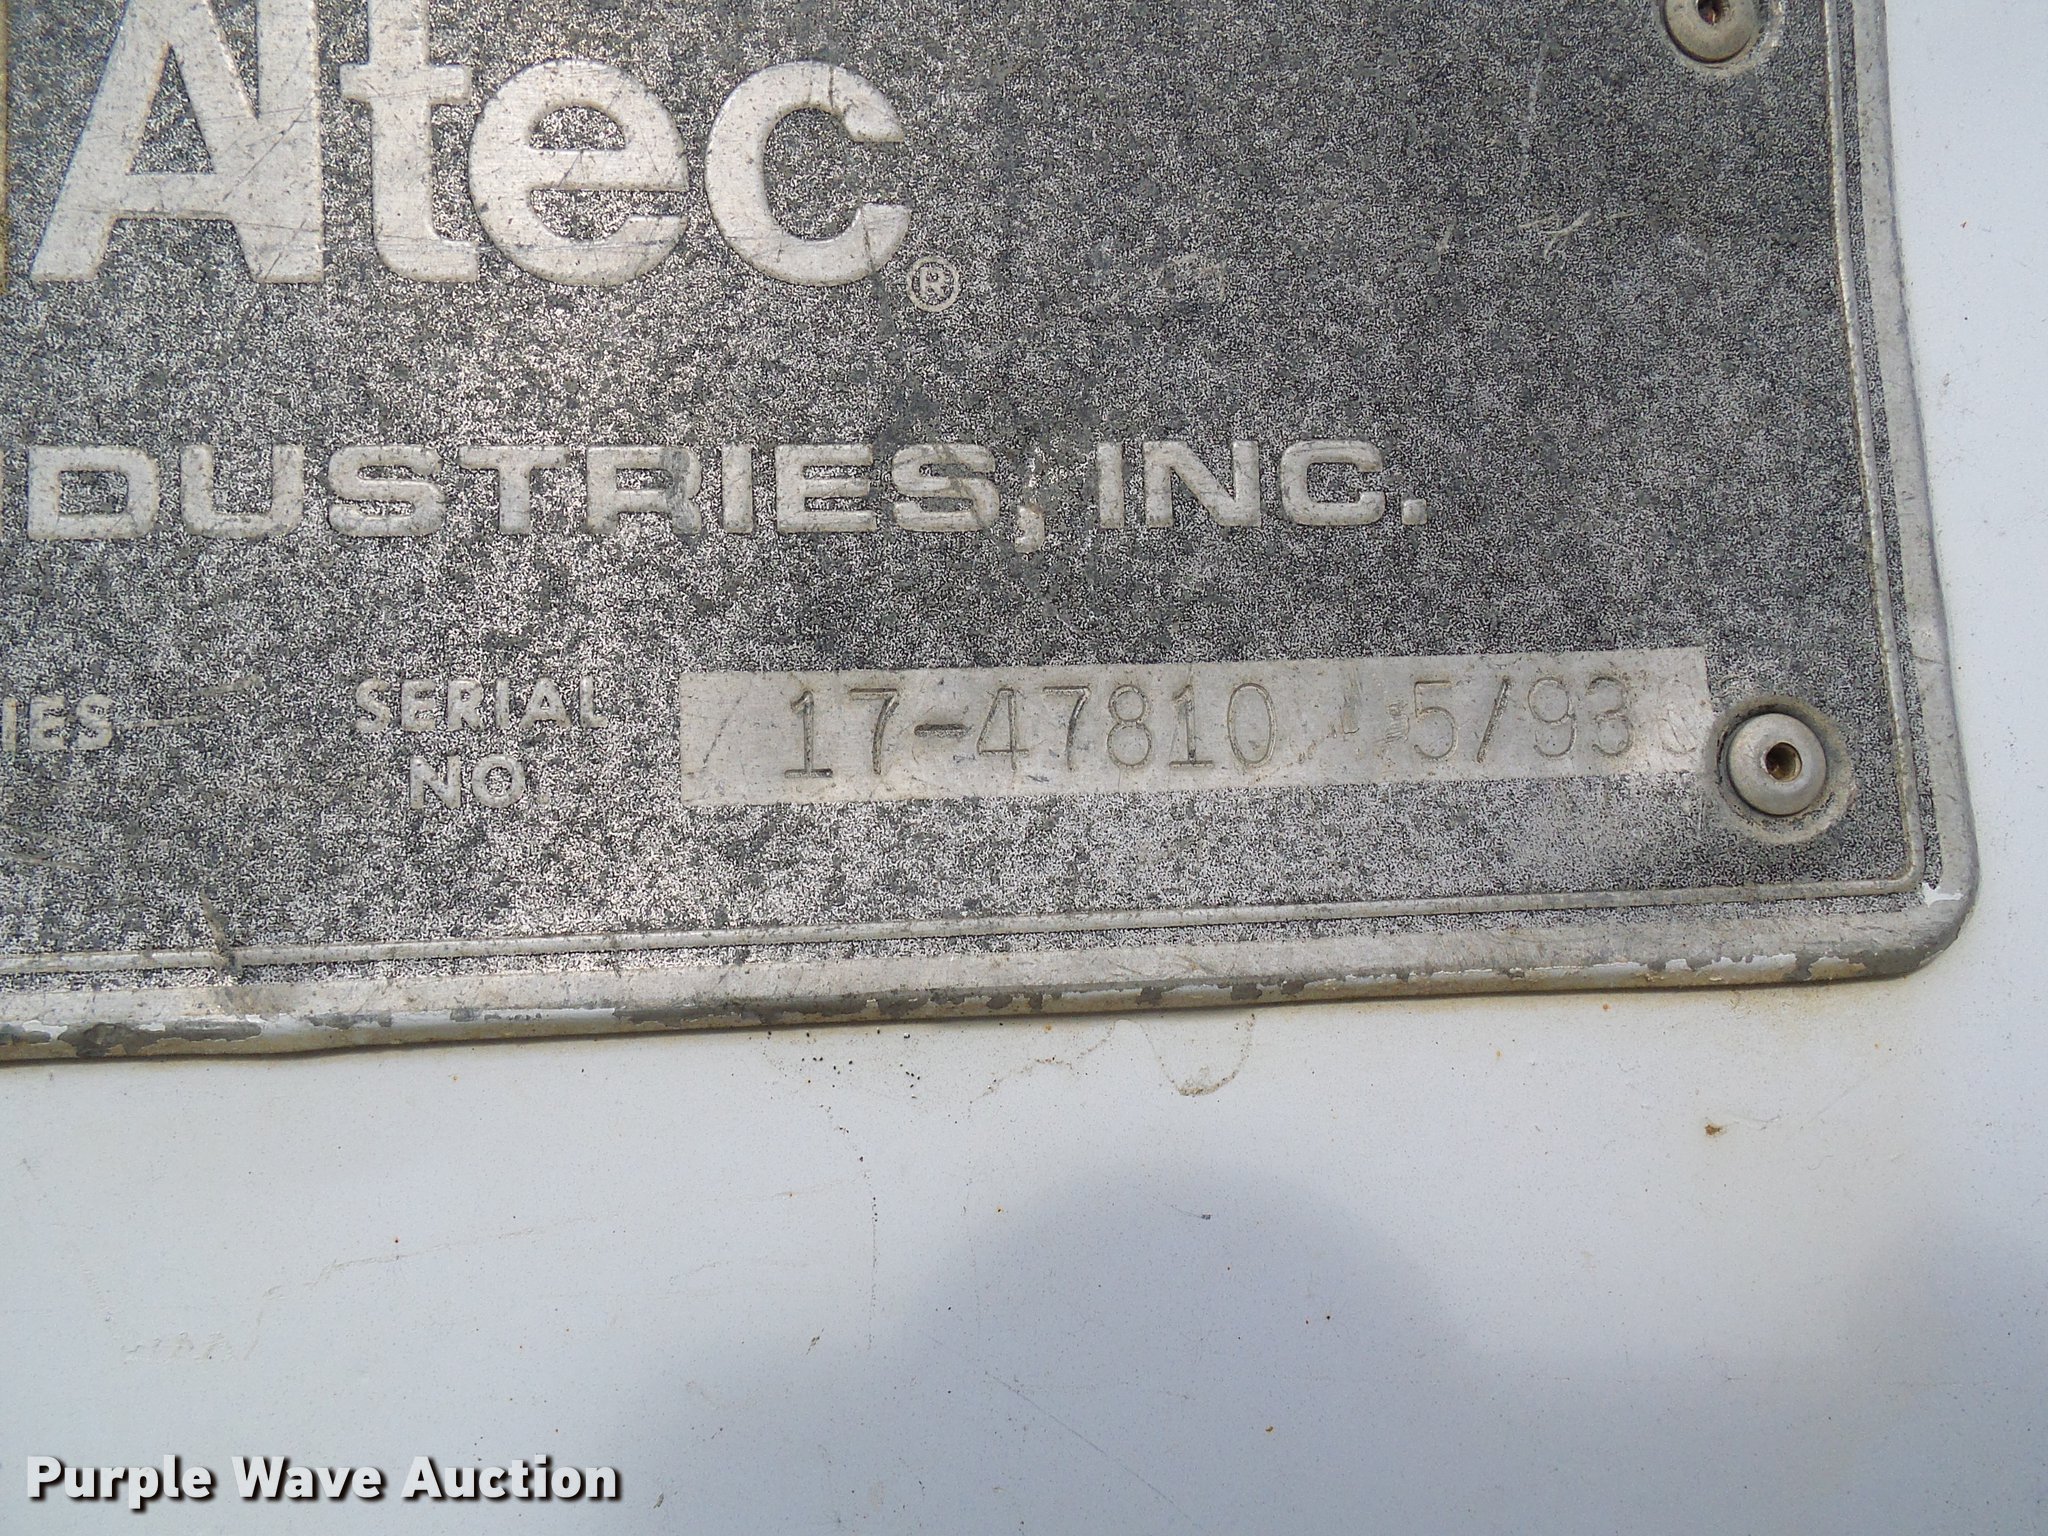 Altec®
DUSTRIES, INC.
IES
SERIAL NO. 17-47810 5/93
Purple Wave Auction